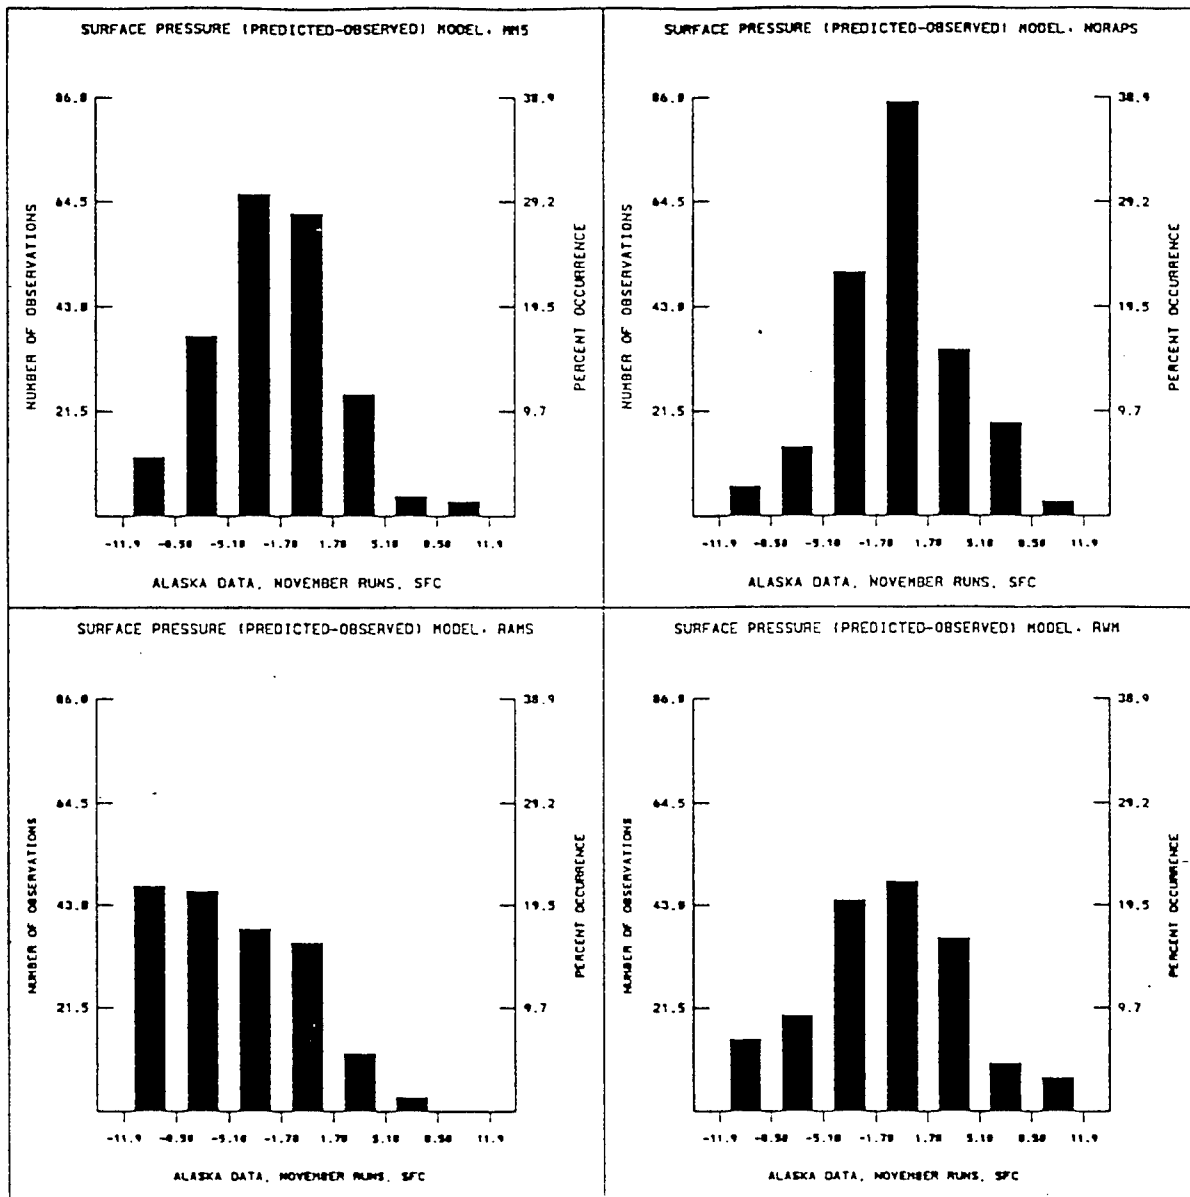 SURFACE PRESSURE (PREDICTED-OBSERVED) MODEL. MM5
86.0
64.5
43.0
21.5
NUMBER OF OBSERVATIONS
38.9
29.2
19.5
9.7
PERCENT OCCURRENCE
-11.9 -8.50 -5.10 -1.70 1.70 5.10 8.50 11.9
ALASKA DATA, NOVEMBER RUNS, SFC
SURFACE PRESSURE (PREDICTED-OBSERVED) MODEL. NORAPS
86.0
64.5
43.0
21.5
NUMBER OF OBSERVATIONS
38.9
29.2
19.5
9.7
PERCENT OCCURRENCE
-11.9 -8.50 -5.10 -1.70 1.70 5.10 8.50 11.9
ALASKA DATA, NOVEMBER RUNS, SFC
SURFACE PRESSURE (PREDICTED-OBSERVED) MODEL. RAMS
86.0
64.5
43.0
21.5
NUMBER OF OBSERVATIONS
38.9
29.2
19.5
9.7
PERCENT OCCURRENCE
-11.9 -8.50 -5.10 -1.70 1.70 5.10 8.50 11.9
ALASKA DATA, NOVEMBER RUNS, SFC
SURFACE PRESSURE (PREDICTED-OBSERVED) MODEL. RWM
86.0
64.5
43.0
21.5
NUMBER OF OBSERVATIONS
38.9
29.2
19.5
9.7
PERCENT OCCURRENCE
-11.9 -8.50 -5.10 -1.70 1.70 5.10 8.50 11.9
ALASKA DATA, NOVEMBER RUNS, SFC